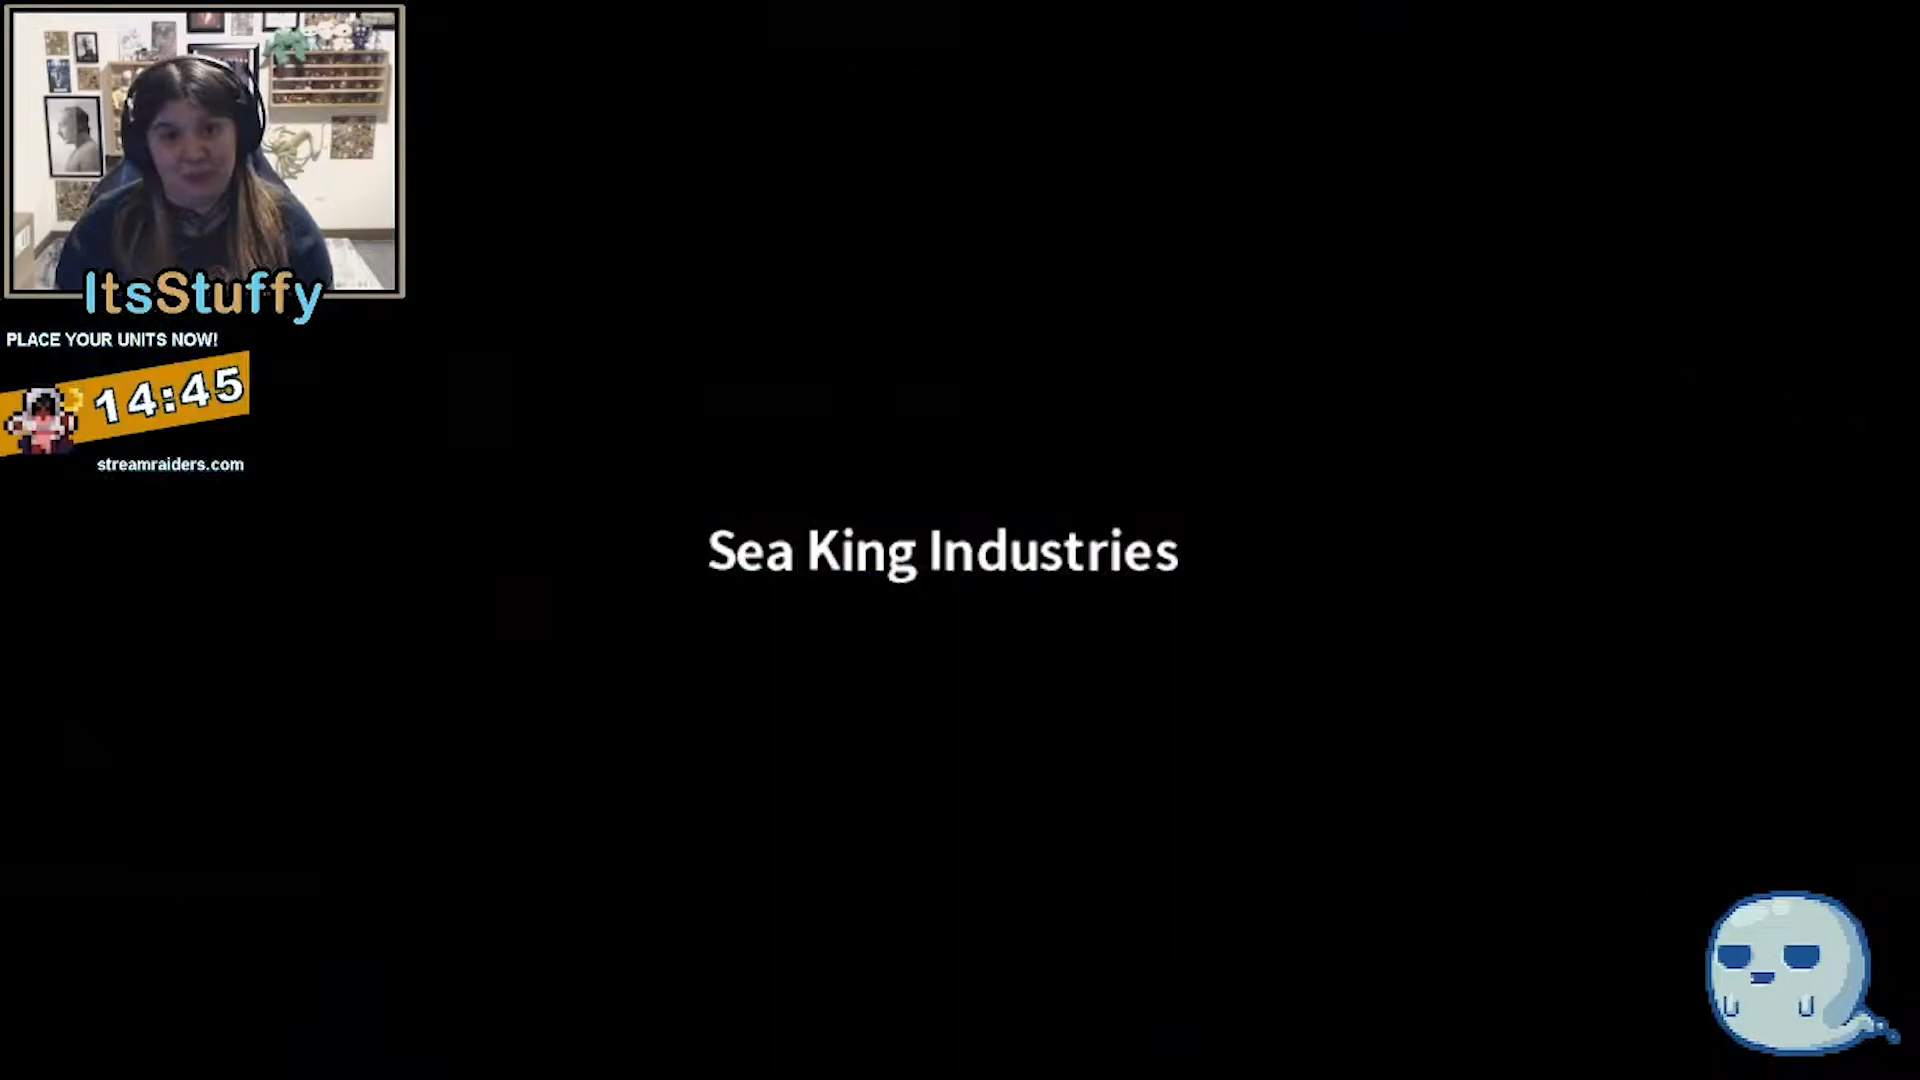 ItsStuffy
PLACE YOUR UNITS NOW!
14:45
streamraiders.com
Sea King Industries